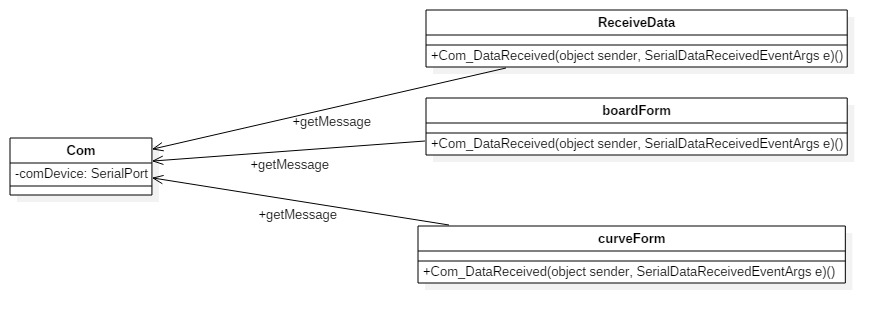 ReceiveData
+Com_DataReceived(object sender, SerialDataReceivedEventArgs e)()
boardForm
+Com_DataReceived(object sender, SerialDataReceivedEventArgs e)()
+getMessage
Com
-comDevice: SerialPort
+getMessage
+getMessage
curveForm
+Com_DataReceived(object sender, SerialDataReceivedEventArgs e)()